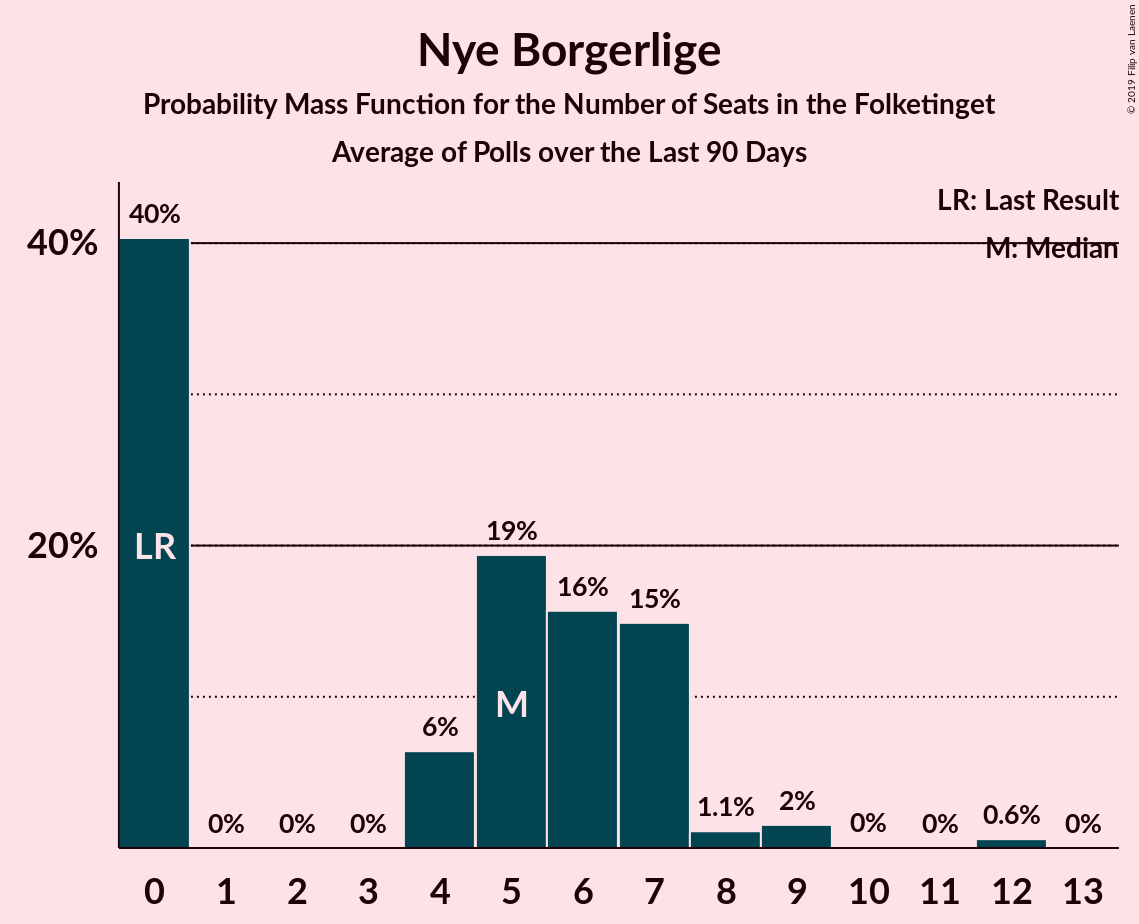 Nye Borgerlige
Probability Mass Function for the Number of Seats in the Folketinget
Average of Polls over the Last 90 Days
© 2019 Filip van Laenen
LR: Last Result
M: Median
40%
20%
40%
0%
0%
0%
6%
19%
16%
15%
1.1%
2%
0%
0%
0.6%
0%
LR
M
0 1 2 3 4 5 6 7 8 9 10 11 12 13